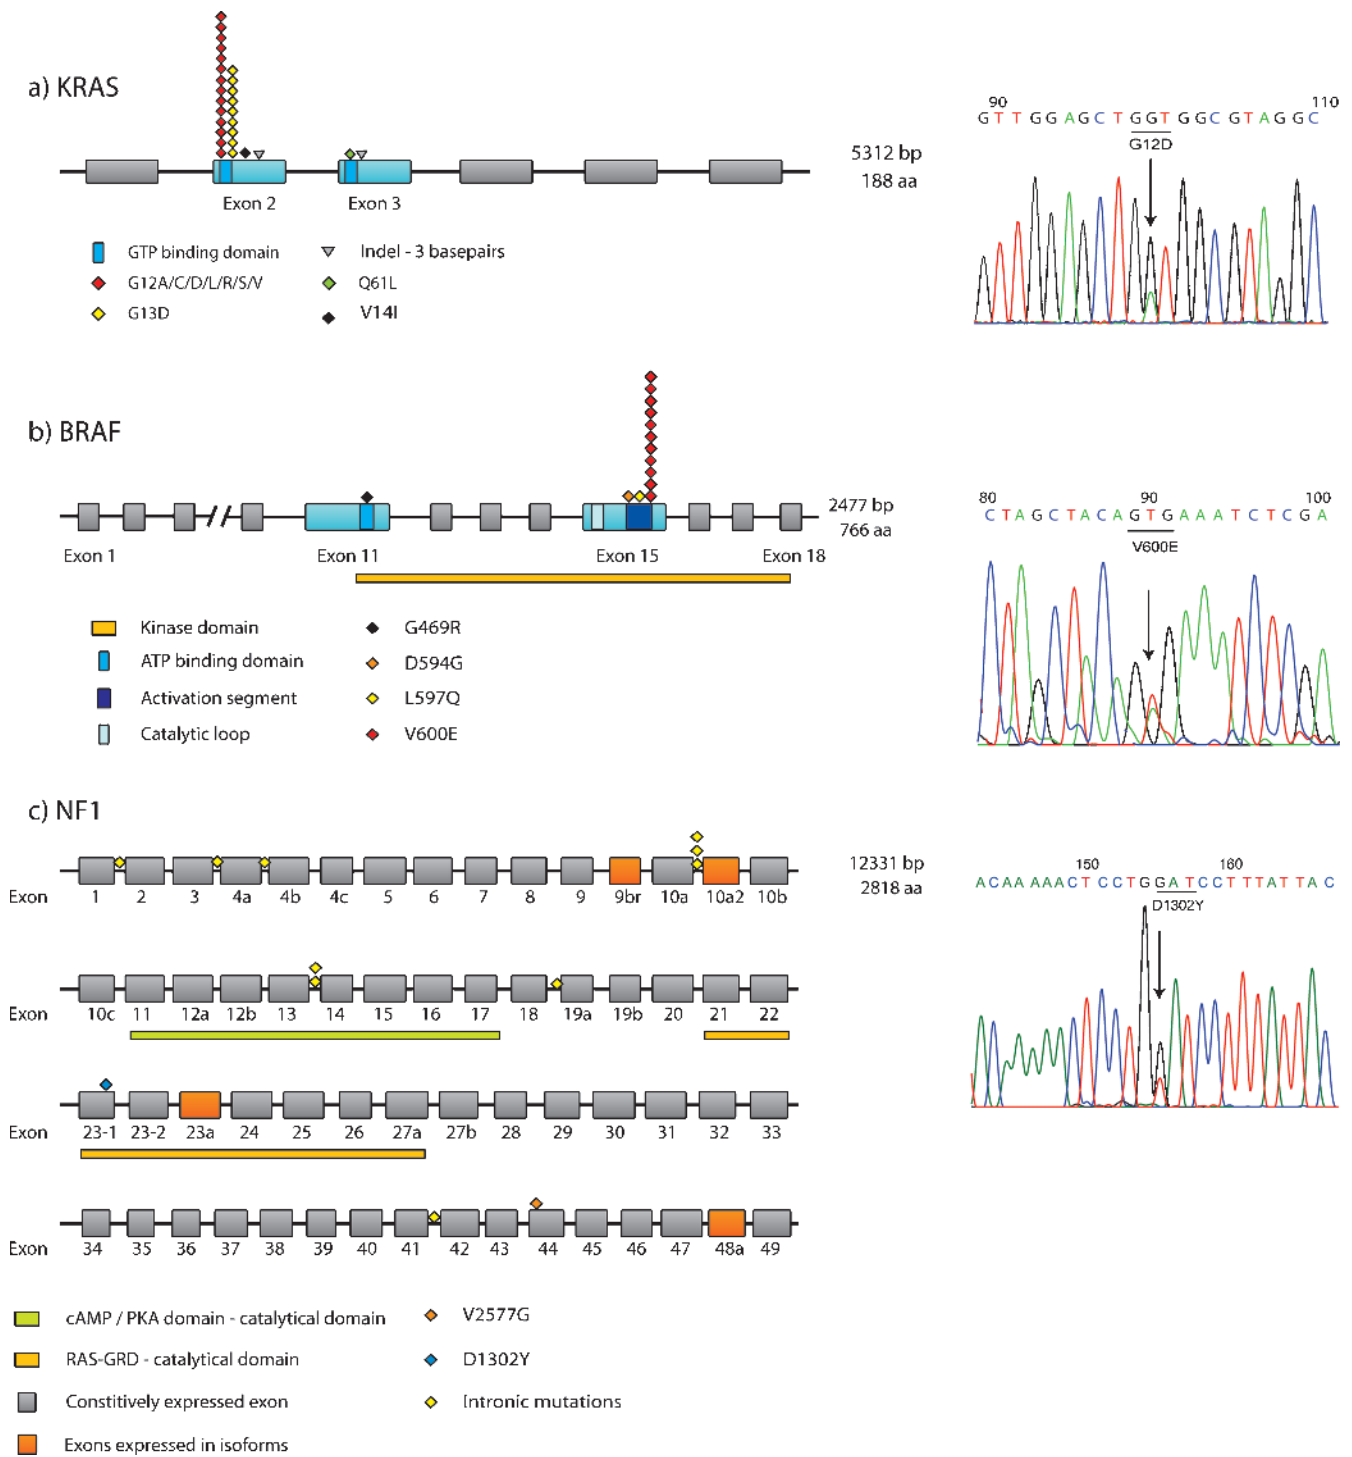 a) KRAS
90 110
G T T G G A G C T G G T G G C G T A G G C
G12D
5312 bp
188 aa
Exon 2 Exon 3
GTP binding domain Indel - 3 basepairs
G12A/C/D/L/R/S/V Q61L
G13D V14I
b) BRAF
80 90 100
C T A G C T A C A G T G A A A T C T C G A
V600E
2477 bp
766 aa
Exon 1 Exon 11 Exon 15 Exon 18
Kinase domain G469R
ATP binding domain D594G
Activation segment L597Q
Catalytic loop V600E
c) NF1
12331 bp
2818 aa
150 160
A C A A A A A C T C C T G G A T C C T T T A T T A C
D1302Y
Exon 1 2 3 4a 4b 4c 5 6 7 8 9 9br 10a 10a2 10b
Exon 10c 11 12a 12b 13 14 15 16 17 18 19a 19b 20 21 22
Exon 23-1 23-2 23a 24 25 26 27a 27b 28 29 30 31 32 33
Exon 34 35 36 37 38 39 40 41 42 43 44 45 46 47 48a 49
cAMP / PKA domain - catalytical domain V2577G
RAS-GRD - catalytical domain D1302Y
Constitively expressed exon Intronic mutations
Exons expressed in isoforms